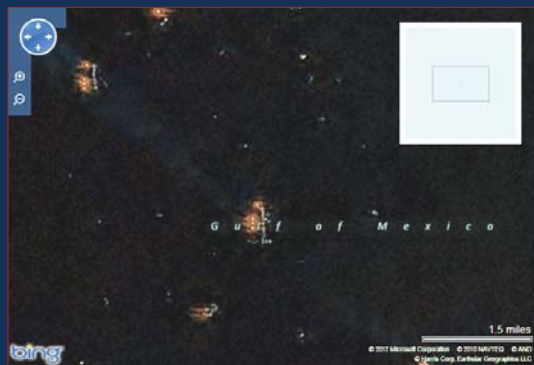 Gulf of Mexico
1.5 miles
bing
© 2012 Microsoft Corporation © 2010 NAVTEQ © AND
© Harris Corp, Earthstar Geographics LLC